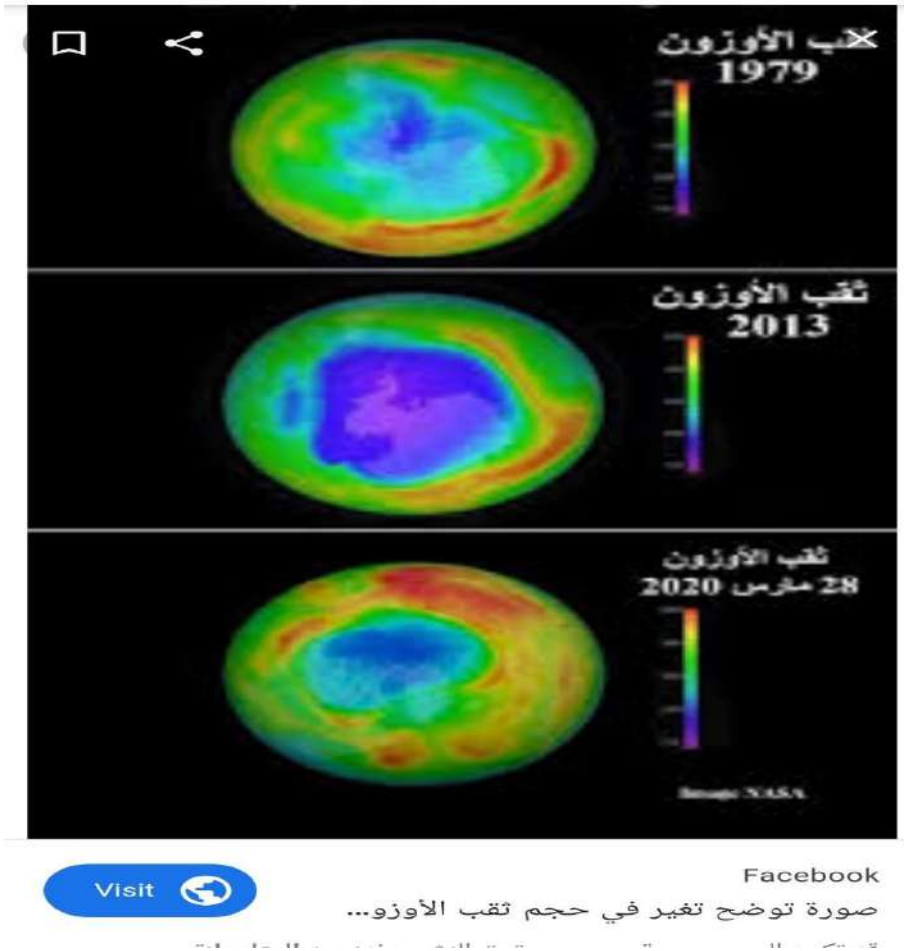 ثقب الأوزون
1979
ثقب الأوزون
2013
ثقب الأوزون
28 مارس 2020
Image NASA
Facebook
صورة توضح تغير في حجم ثقب الأوزو...
Visit